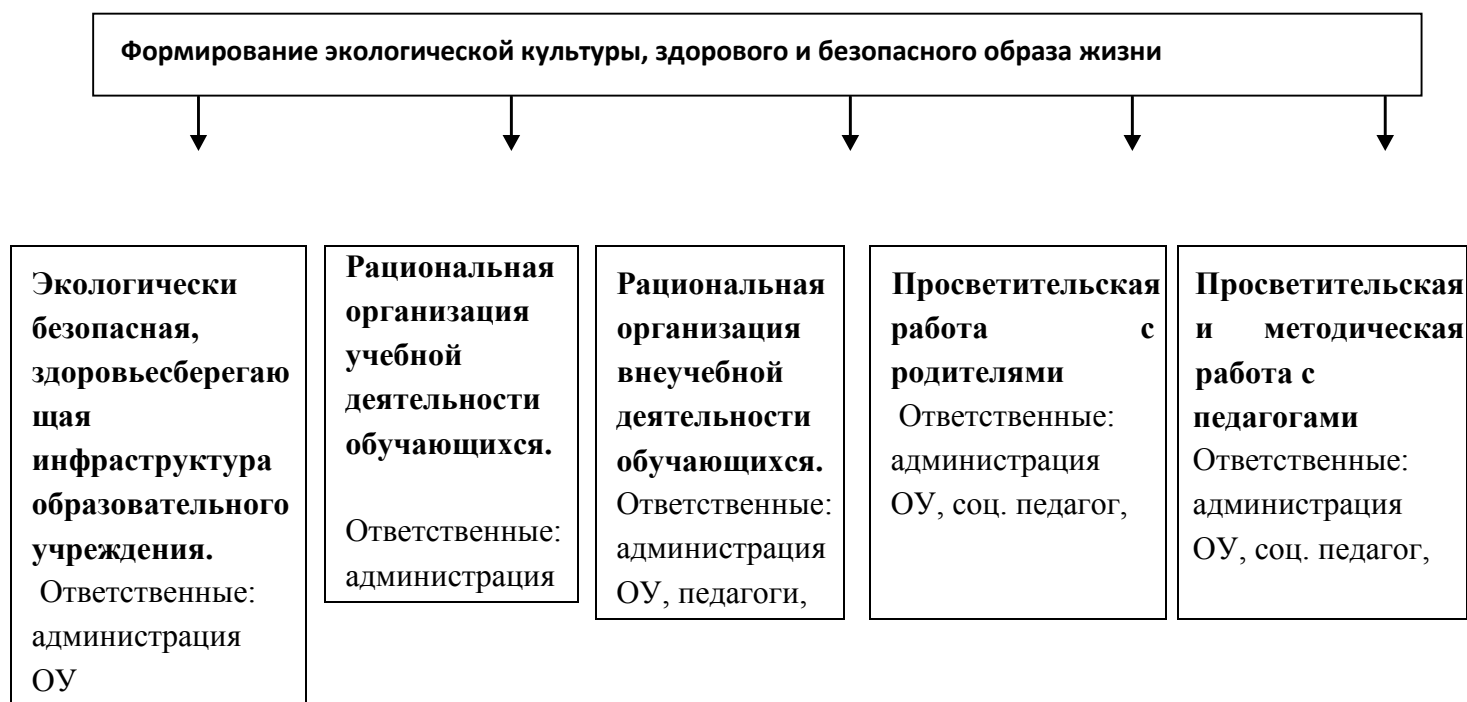 Формирование экологической культуры, здорового и безопасного образа жизни
Экологически
безопасная,
здоровьесберегаю
щая
инфраструктура
образовательного
учреждения.
Ответственные:
администрация
ОУ
Рациональная
организация
учебной
деятельности
обучающихся.
Ответственные:
администрация
Рациональная
организация
внеучебной
деятельности
обучающихся.
Ответственные:
администрация
ОУ, педагоги,
Просветительская
работа с
родителями
Ответственные:
администрация
ОУ, соц. педагог,
Просветительская
и методическая
работа с
педагогами
Ответственные:
администрация
ОУ, соц. педагог,